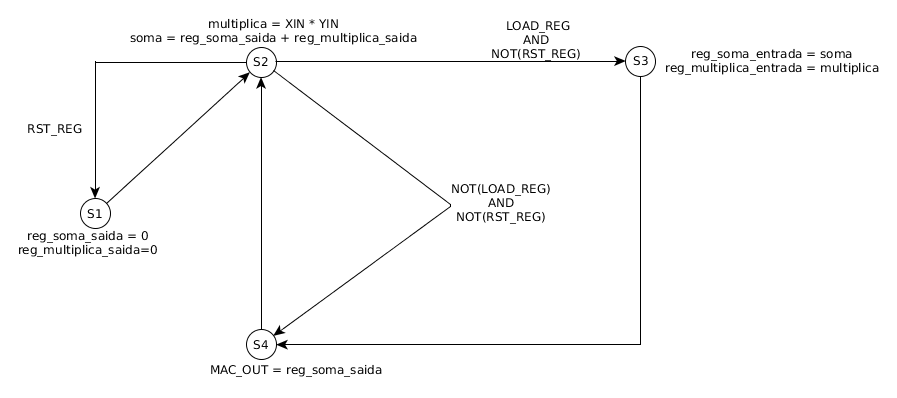 multiplica = XIN * YIN
soma = reg_soma_saida + reg_multiplica_saida
LOAD_REG
AND
NOT(RST_REG)
S2
S3
reg_soma_entrada = soma
reg_multiplica_entrada = multiplica
RST_REG
NOT(LOAD_REG)
AND
NOT(RST_REG)
S1
reg_soma_saida = 0
reg_multiplica_saida=0
S4
MAC_OUT = reg_soma_saida